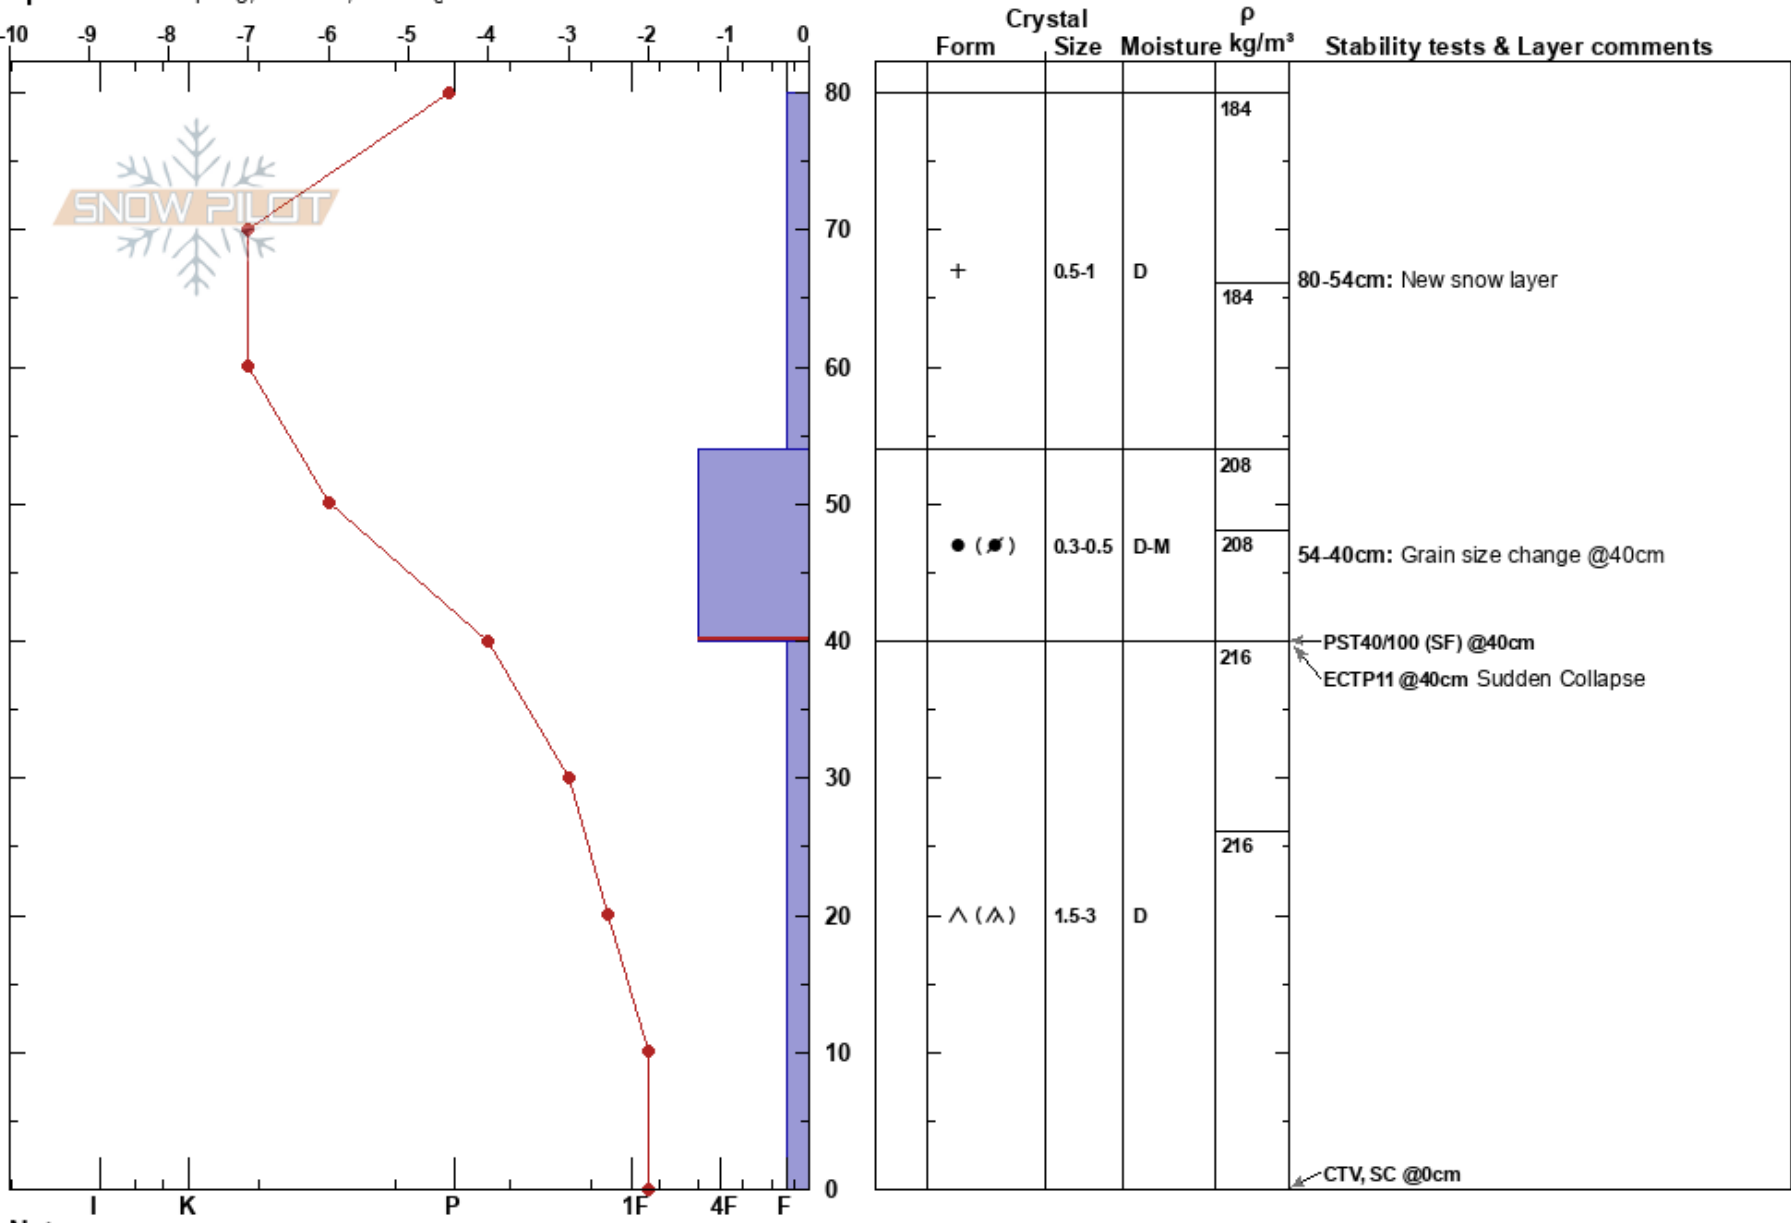 Crystal ρ
-10 -9 -8 -7 -6 -5 -4 -3 -2 -1 0 Form Size Moisture kg/m³ Stability tests & Layer comments
80 184
SNOW PILOT
70
+ 0.5-1 D 80-54cm: New snow layer
184
60
208
50
● ( ) 0.3-0.5 D-M 208 54-40cm: Grain size change @40cm
40 PST40/100 (SF) @40cm
216 ECTP11 @40cm Sudden Collapse
30
216
20 ∧ ( ) 1.5-3 D
10
CTV, SC @0cm
0
I K P 1F 4F F